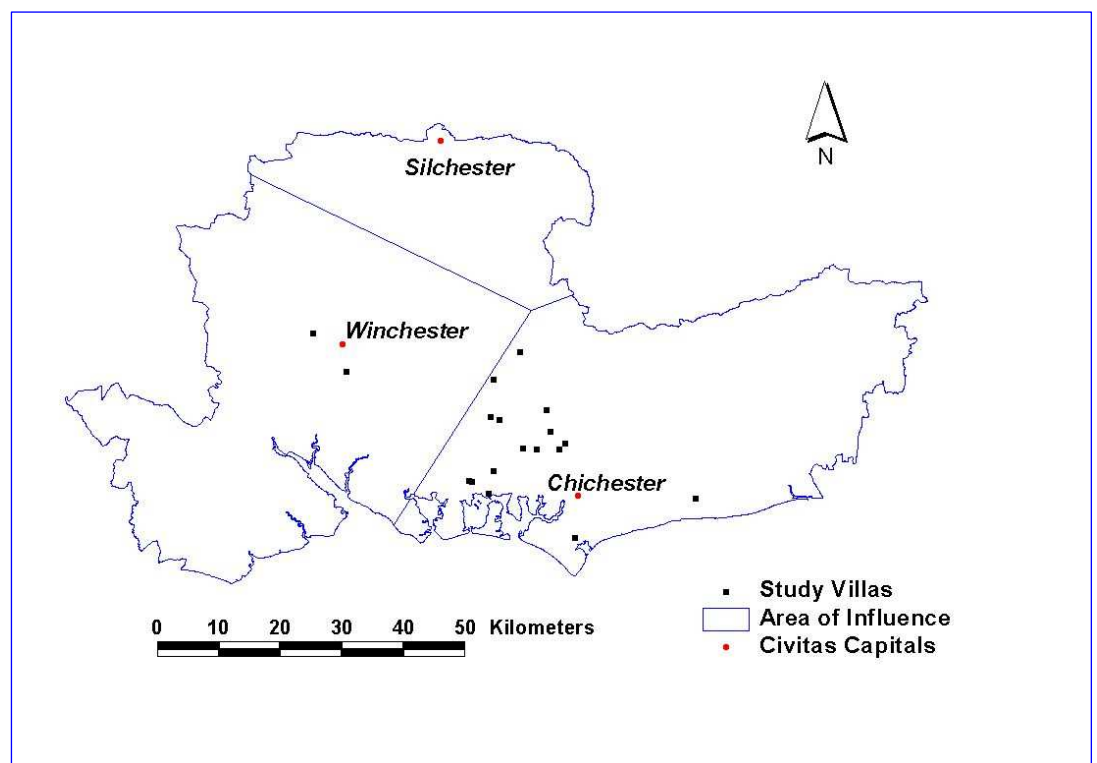 N
Silchester
Winchester
Chichester
Study Villas
Area of Influence
Civitas Capitals
0 10 20 30 40 50 Kilometers